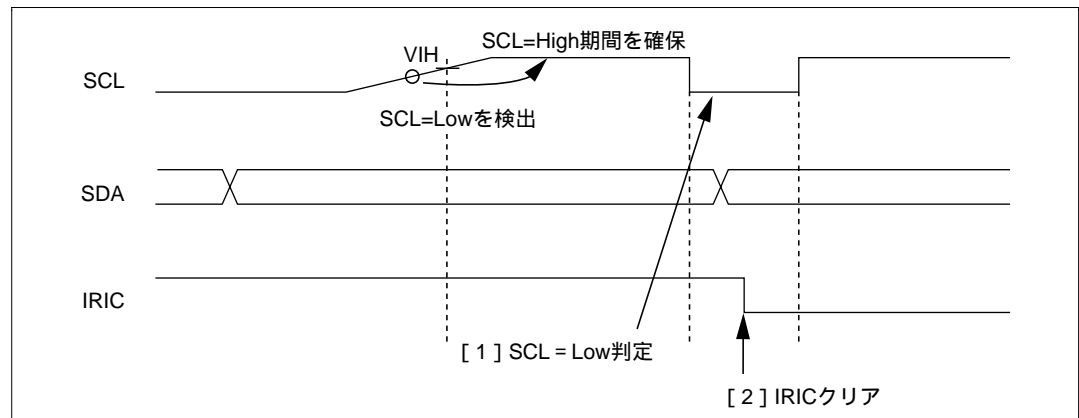 SCL=High期間を確保
VIH
SCL
SCL=Lowを検出
SDA
IRIC
[ 1 ] SCL = Low判定
[ 2 ] IRICクリア